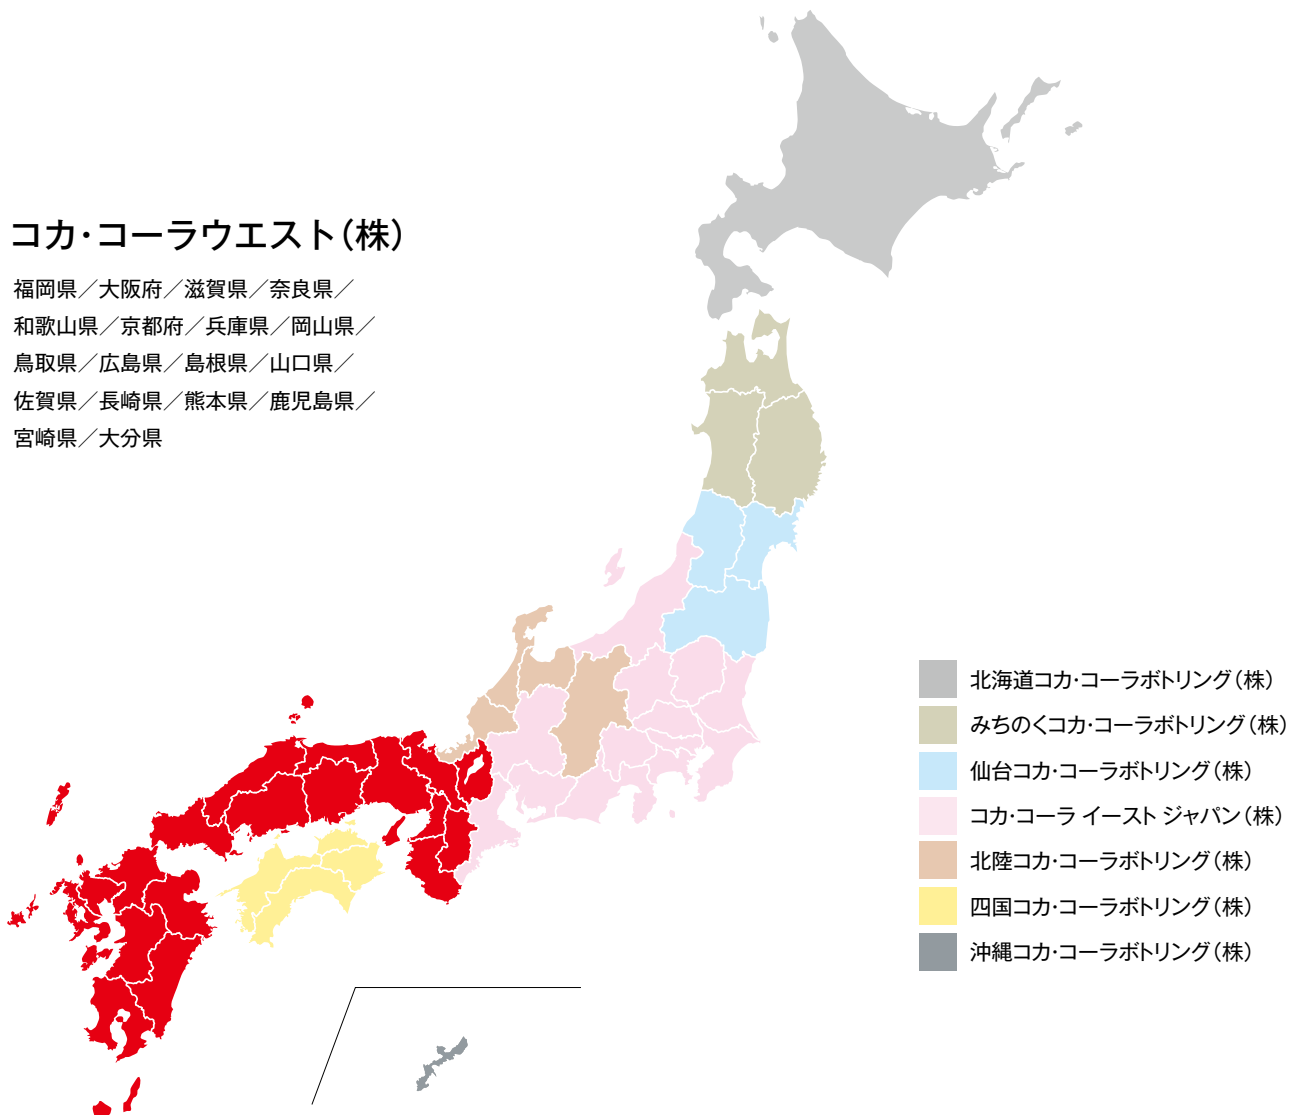 コカ・コーラウエスト（株）
福岡県／大阪府／滋賀県／奈良県／
和歌山県／京都府／兵庫県／岡山県／
鳥取県／広島県／島根県／山口県／
佐賀県／長崎県／熊本県／鹿児島県／
宮崎県／大分県
北海道コカ・コーラボトリング（株）
みちのくコカ・コーラボトリング（株）
仙台コカ・コーラボトリング（株）
コカ・コーラ イースト ジャパン（株）
北陸コカ・コーラボトリング（株）
四国コカ・コーラボトリング（株）
沖縄コカ・コーラボトリング（株）